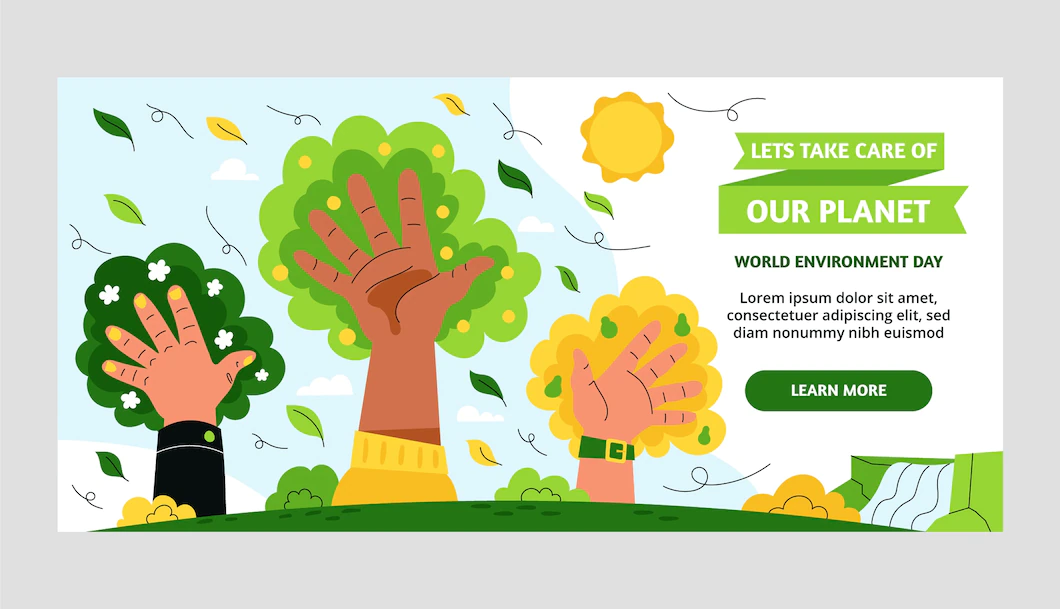 LETS TAKE CARE OF
OUR PLANET
WORLD ENVIRONMENT DAY
Lorem ipsum dolor sit amet,
consectetuer adipiscing elit, sed
diam nonummy nibh euismod
LEARN MORE